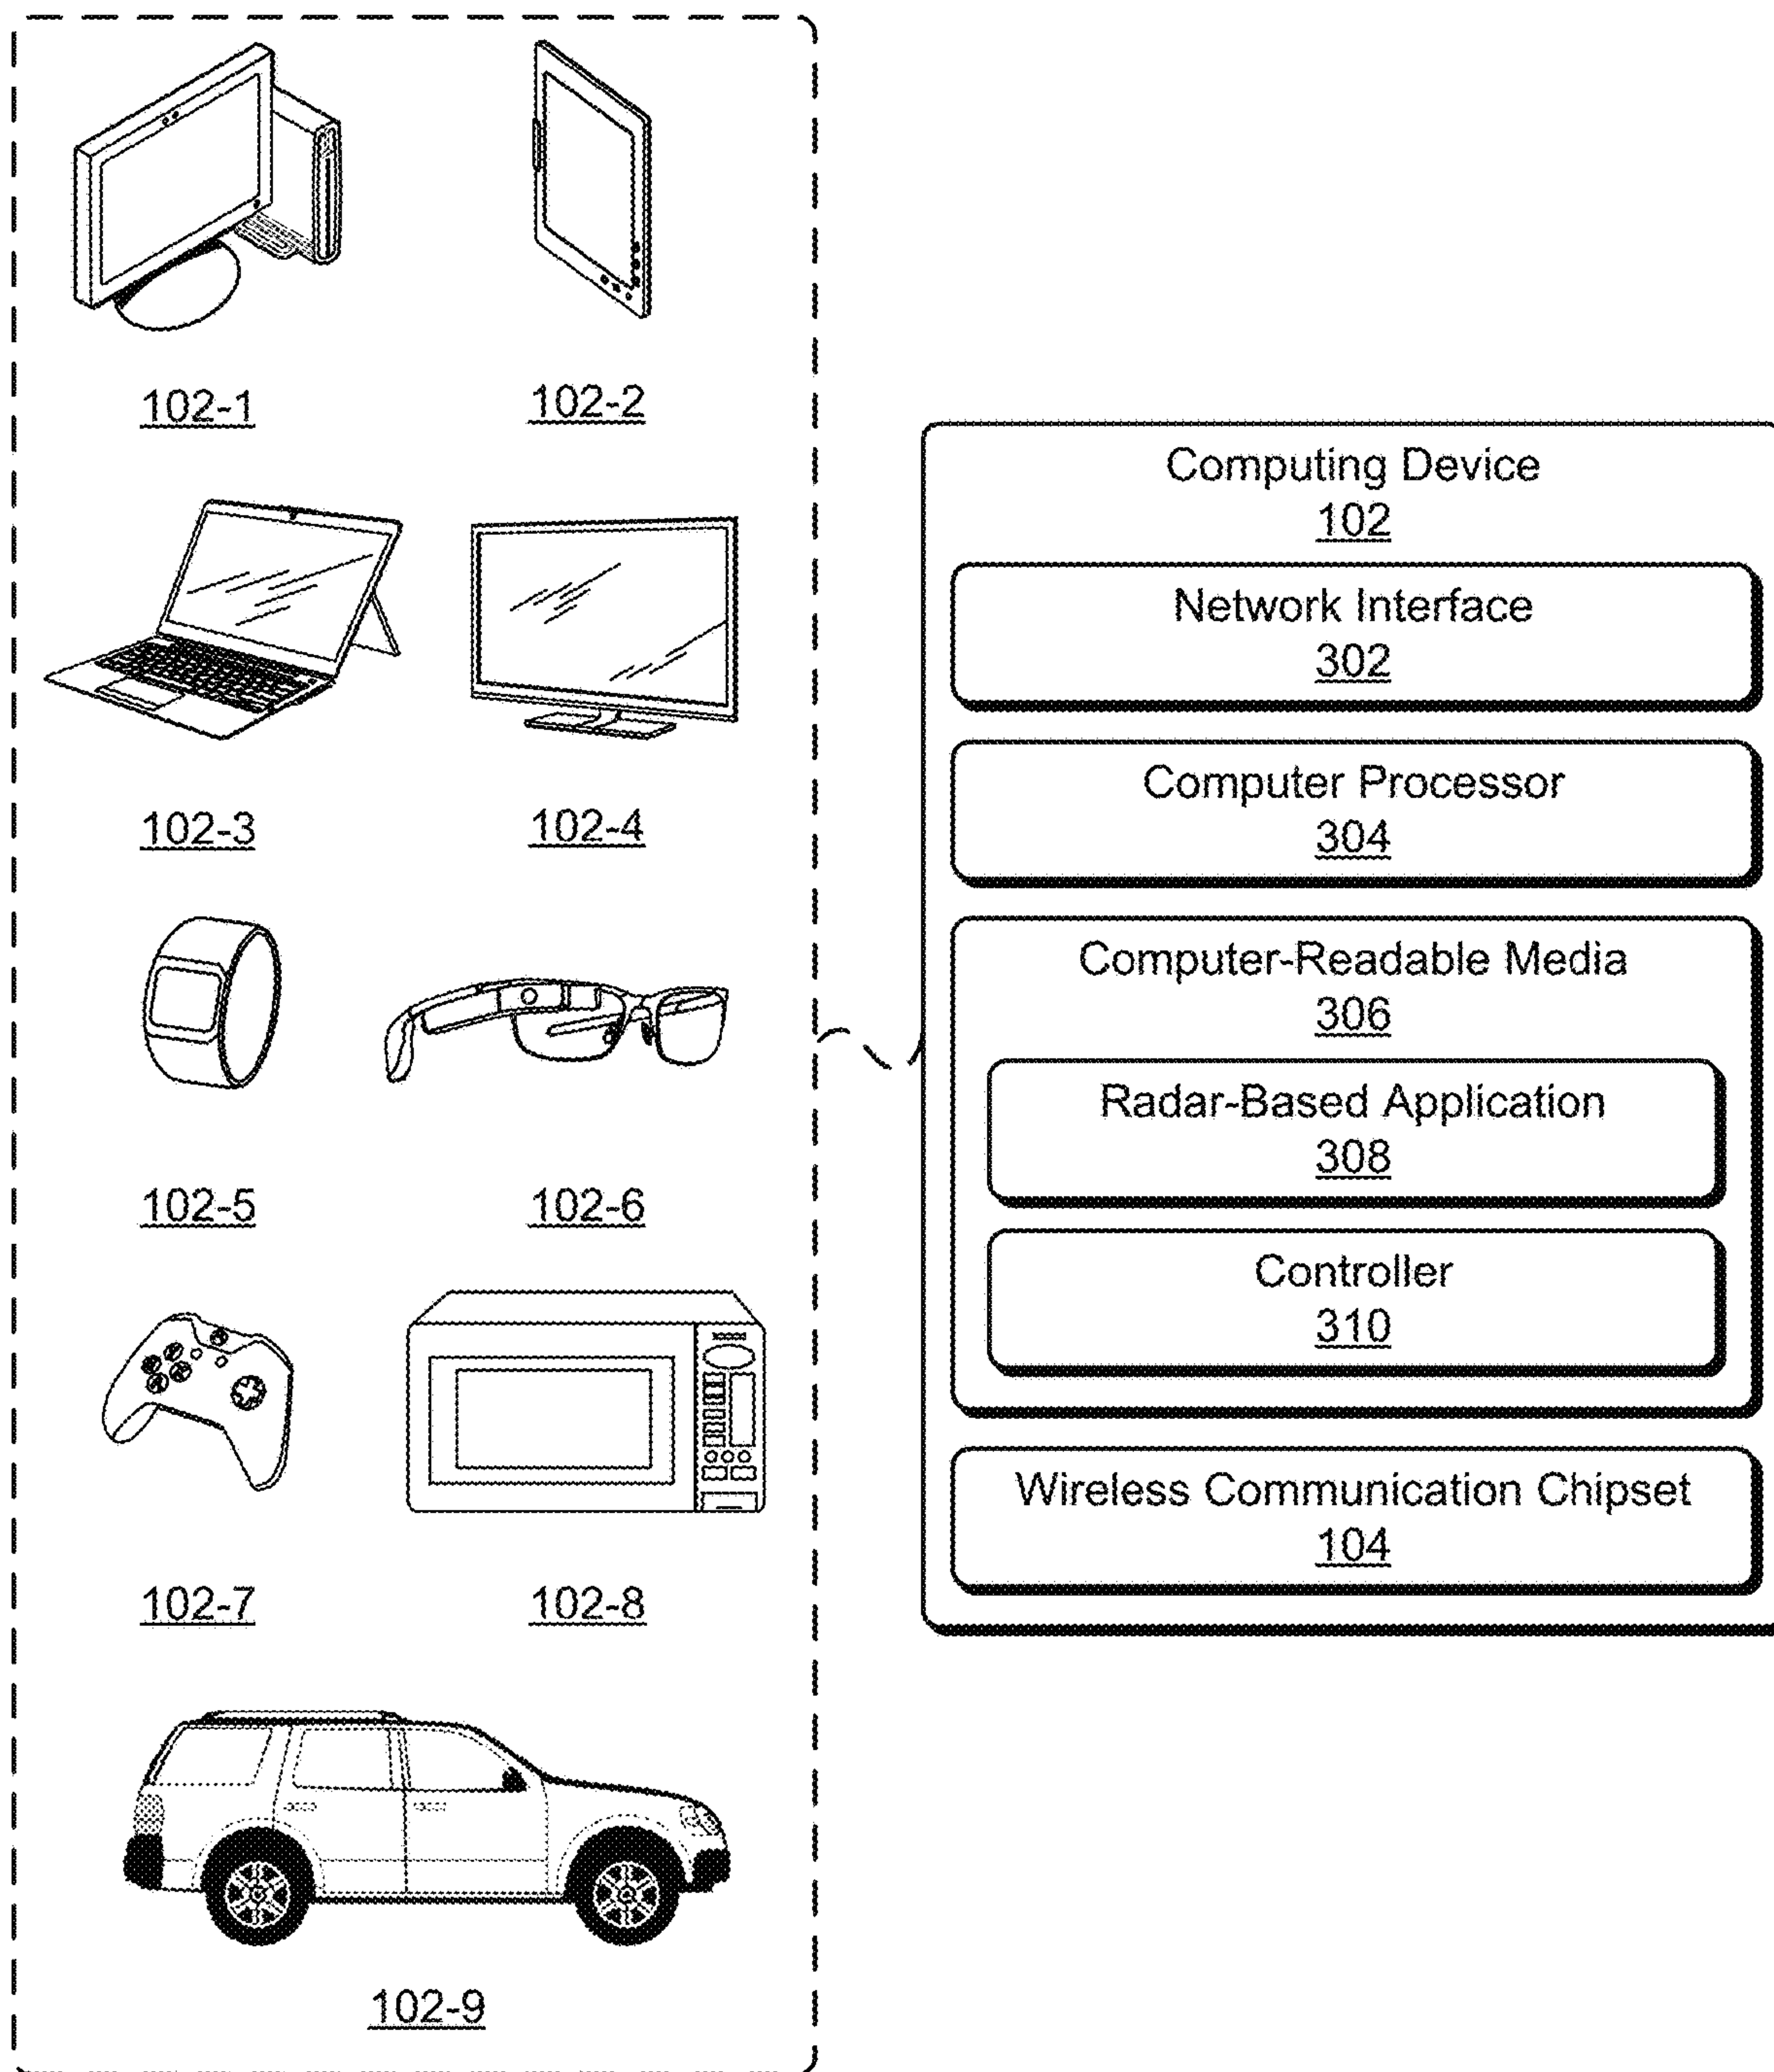 102-1
102-2
102-3
102-4
102-5
102-6
102-7
102-8
102-9
Computing Device
102
Network Interface
302
Computer Processor
304
Computer-Readable Media
306
Radar-Based Application
308
Controller
310
Wireless Communication Chipset
104